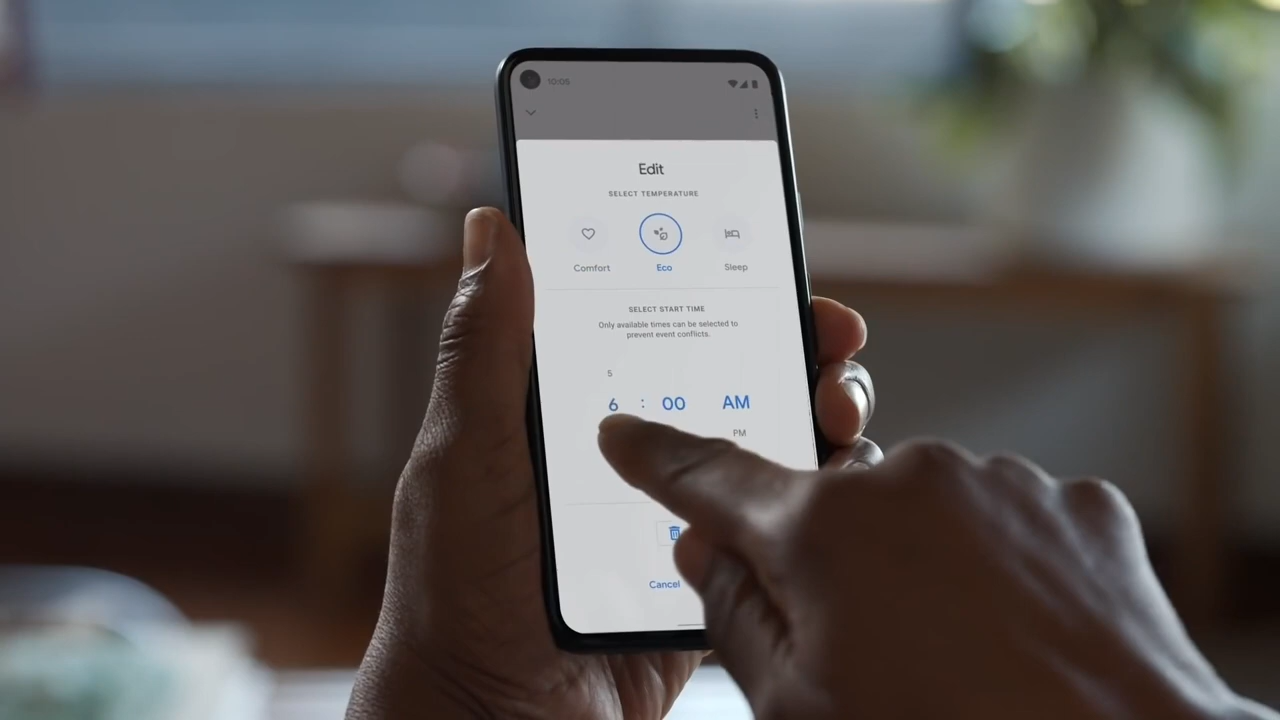 10:05
Edit
SELECT TEMPERATURE
Comfort Eco Sleep
SELECT START TIME
Only available times can be selected to
prevent event conflicts.
5
6 : 00 AM
PM
Cancel